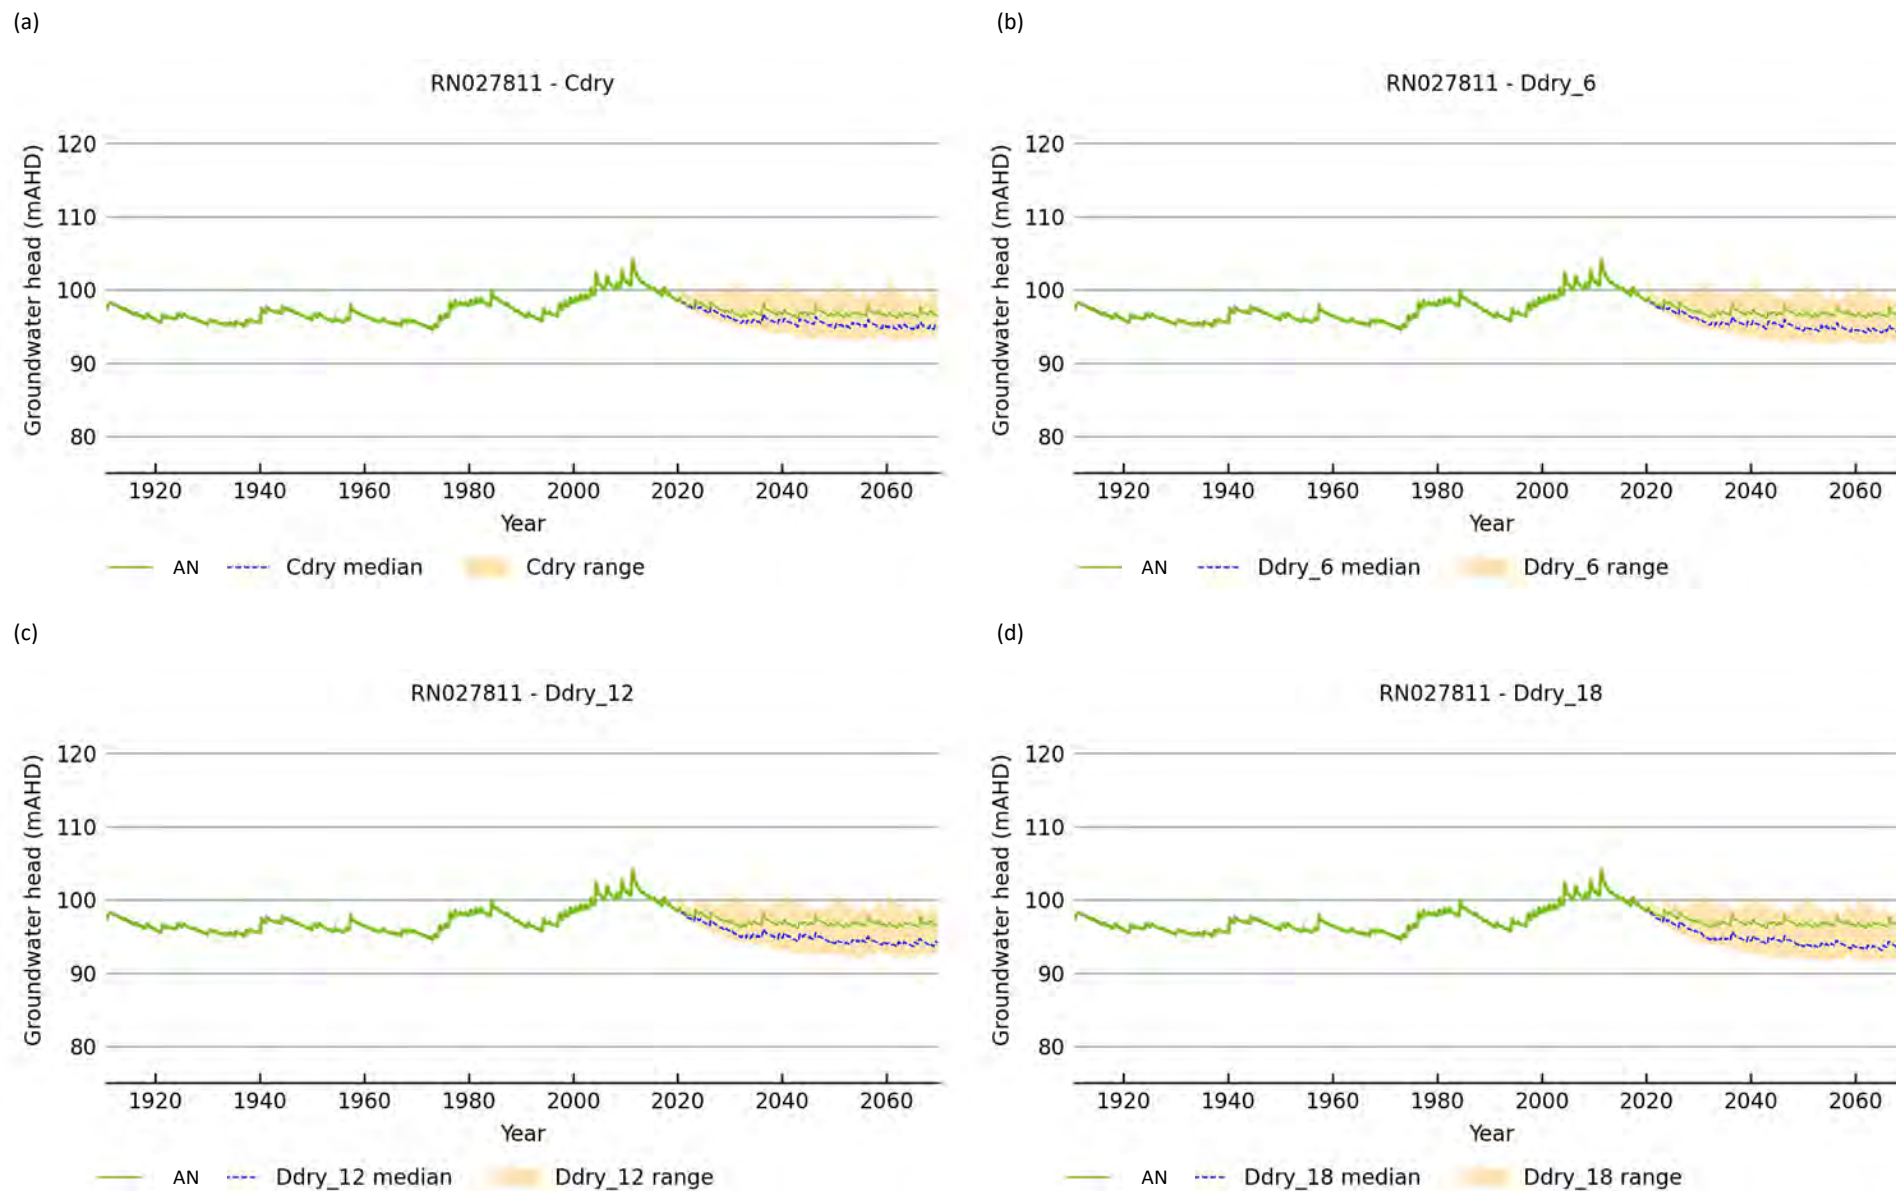 (a)
(b)
RN027811 - Cdry
RN027811 - Ddry_6
Groundwater head (mAHD)
120
110
100
90
80
1920 1940 1960 1980 2000 2020 2040 2060
Year
AN Cdry median Cdry range
Groundwater head (mAHD)
120
110
100
90
80
1920 1940 1960 1980 2000 2020 2040 2060
Year
AN Ddry_6 median Ddry_6 range
(c)
(d)
RN027811 - Ddry_12
RN027811 - Ddry_18
Groundwater head (mAHD)
120
110
100
90
80
1920 1940 1960 1980 2000 2020 2040 2060
Year
AN Ddry_12 median Ddry_12 range
Groundwater head (mAHD)
120
110
100
90
80
1920 1940 1960 1980 2000 2020 2040 2060
Year
AN Ddry_18 median Ddry_18 range